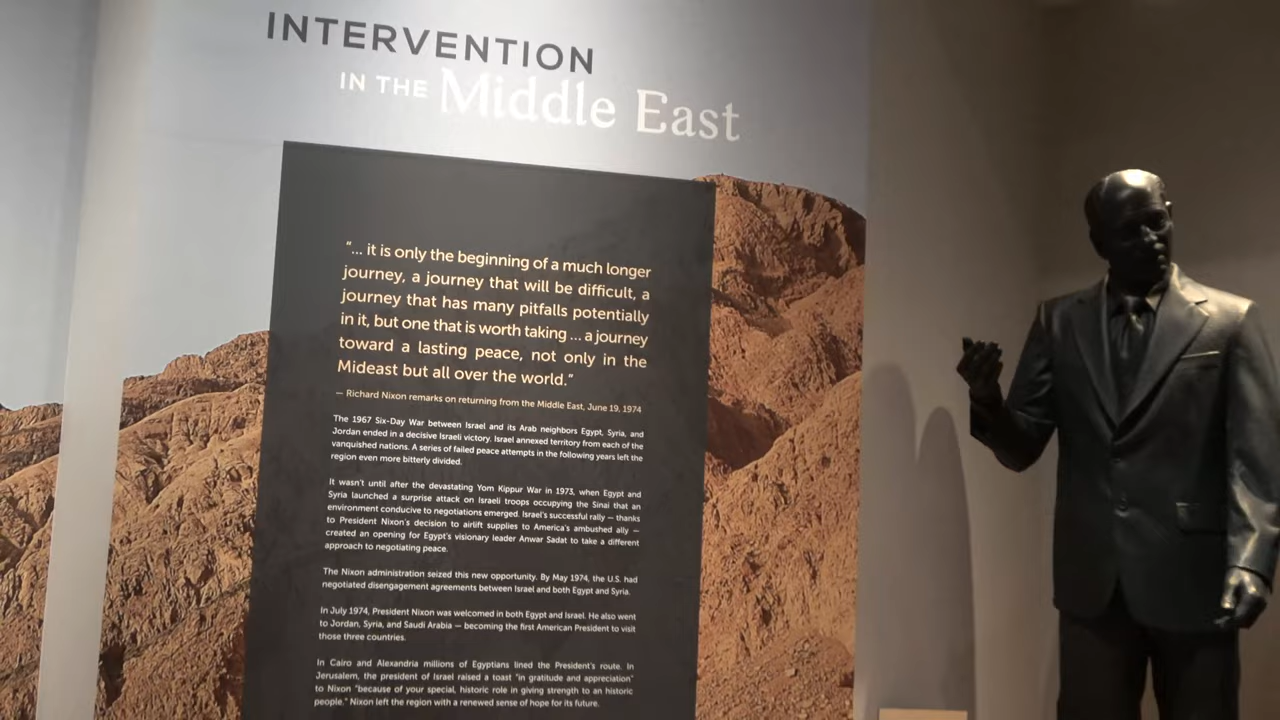 INTERVENTION
IN THE Middle East
"... it is only the beginning of a much longer
journey, a journey that will be difficult, a
journey that has many pitfalls potentially
in it, but one that is worth taking ... a journey
toward a lasting peace, not only in the
Mideast but all over the world."
— Richard Nixon remarks on returning from the Middle East, June 19, 1974
The 1967 Six-Day War between Israel and its Arab neighbors Egypt, Syria, and
Jordan ended in a decisive Israeli victory. Israel annexed territory from each of the
vanquished nations. A series of failed peace attempts in the following years left the
region even more bitterly divided.
It wasn't until after the devastating Yom Kippur War in 1973, when Egypt and
Syria launched a surprise attack on Israeli troops occupying the Sinai that an
environment conducive to negotiations emerged. Israel's successful rally — thanks
to President Nixon's decision to airlift supplies to America's ambushed ally —
created an opening for Egypt's visionary leader Anwar Sadat to take a different
approach to negotiating peace.
The Nixon administration seized this new opportunity. By May 1974, the U.S. had
negotiated disengagement agreements between Israel and both Egypt and Syria.
In July 1974, President Nixon was welcomed in both Egypt and Israel. He also went
to Jordan, Syria, and Saudi Arabia — becoming the first American President to visit
those three countries.
In Cairo and Alexandria millions of Egyptians lined the President's route. In
Jerusalem, the president of Israel raised a toast "in gratitude and appreciation"
to Nixon "because of your special, historic role in giving strength to an historic
people." Nixon left the region with a renewed sense of hope for its future.